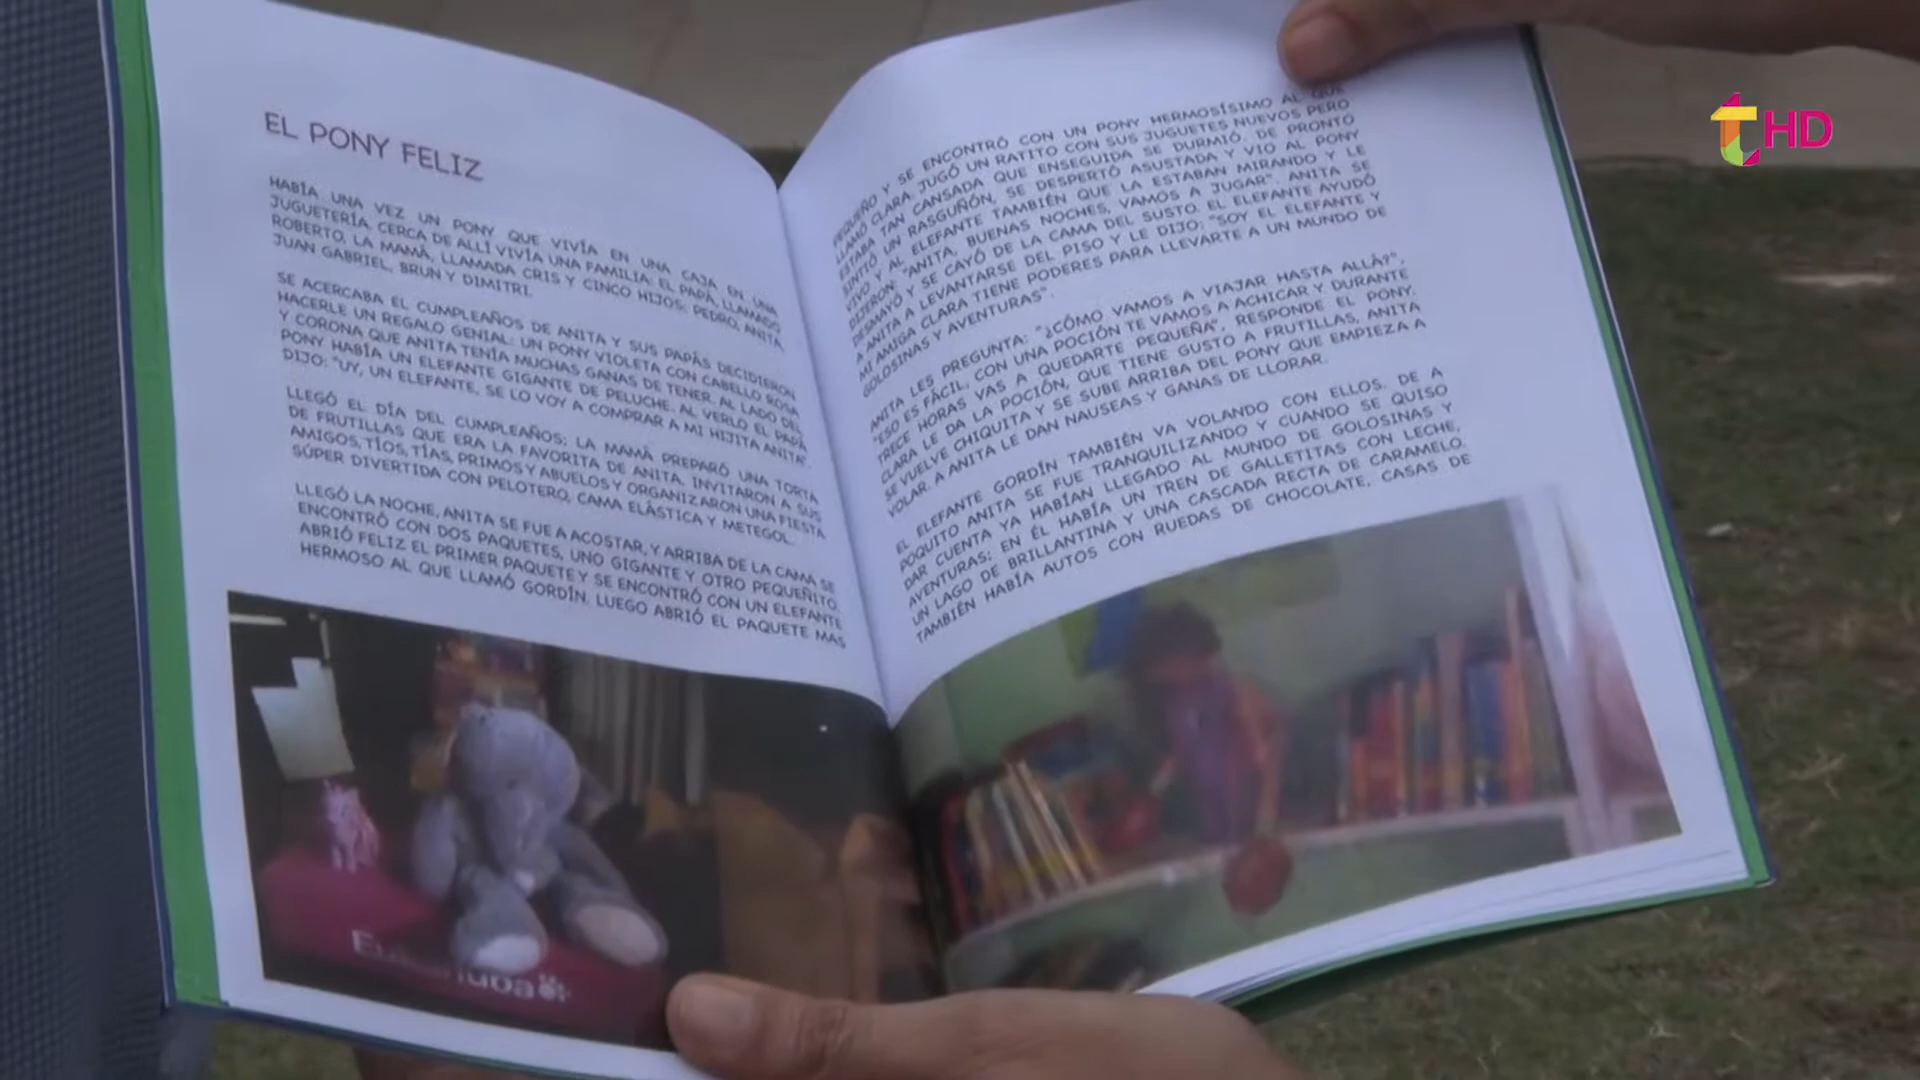 EL PONY FELIZ
HABÍA UNA VEZ UN PONY QUE VIVÍA EN UNA CAJA EN UNA
JUGUETERÍA. CERCA DE ALLÍ VIVÍA UNA FAMILIA: EL PAPÁ, LLAMADO
ROBERTO, LA MAMÁ, LLAMADA CRIS Y CINCO HIJOS: PEDRO, ANITA,
JUAN GABRIEL, BRUN Y DIMITRI.
SE ACERCABA EL CUMPLEAÑOS DE ANITA Y SUS PAPÁS DECIDIERON
HACERLE UN REGALO GENIAL: UN PONY VIOLETA CON CABELLO ROSA
Y CORONA QUE ANITA TENÍA MUCHAS GANAS DE TENER. AL LADO DEL
PONY HABÍA UN ELEFANTE GIGANTE DE PELUCHE. AL VERLO EL PAPÁ
DIJO: "UY, UN ELEFANTE, SE LO VOY A COMPRAR A MI HIJITA ANITA".
LLEGÓ EL DÍA DEL CUMPLEAÑOS: LA MAMÁ PREPARÓ UNA TORTA
DE FRUTILLAS QUE ERA LA FAVORITA DE ANITA. INVITARON A SUS
AMIGOS, TÍOS, TÍAS, PRIMOS Y ABUELOS Y ORGANIZARON UNA FIESTA
SÚPER DIVERTIDA CON PELOTERO, CAMA ELÁSTICA Y METEGOL.
LLEGÓ LA NOCHE, ANITA SE FUE A ACOSTAR, Y ARRIBA DE LA CAMA SE
ENCONTRÓ CON DOS PAQUETES, UNO GIGANTE Y OTRO PEQUEÑITO.
ABRIÓ FELIZ EL PRIMER PAQUETE Y SE ENCONTRÓ CON UN ELEFANTE
HERMOSO AL QUE LLAMÓ GORDÍN. LUEGO ABRIÓ EL PAQUETE MAS
PEQUEÑO Y SE ENCONTRÓ CON UN PONY HERMOSÍSIMO AL QUE
LLAMÓ CLARA. JUGÓ UN RATITO CON SUS JUGUETES NUEVOS PERO
ESTABA TAN CANSADA QUE ENSEGUIDA SE DURMIÓ. DE PRONTO
SINTIÓ UN RASGUÑÓN, SE DESPERTÓ ASUSTADA Y VIO AL PONY
VIVO Y AL ELEFANTE TAMBIÉN QUE LA ESTABAN MIRANDO Y LE
DIJERON: "ANITA, BUENAS NOCHES, VAMOS A JUGAR". ANITA SE
DESMAYÓ Y SE CAYÓ DE LA CAMA DEL SUSTO. EL ELEFANTE AYUDÓ
A ANITA A LEVANTARSE DEL PISO Y LE DIJO: "SOY EL ELEFANTE Y
MI AMIGA CLARA TIENE PODERES PARA LLEVARTE A UN MUNDO DE
GOLOSINAS Y AVENTURAS".
ANITA LES PREGUNTA: "¿CÓMO VAMOS A VIAJAR HASTA ALLÁ?",
"ESO ES FÁCIL, CON UNA POCIÓN TE VAMOS A ACHICAR Y DURANTE
TRECE HORAS VAS A QUEDARTE PEQUEÑA", RESPONDE EL PONY.
CLARA LE DA LA POCIÓN, QUE TIENE GUSTO A FRUTILLAS, ANITA
SE VUELVE CHIQUITA Y SE SUBE ARRIBA DEL PONY QUE EMPIEZA A
VOLAR. A ANITA LE DAN NAUSEAS Y GANAS DE LLORAR.
EL ELEFANTE GORDÍN TAMBIÉN VA VOLANDO CON ELLOS. DE A
POQUITO ANITA SE FUE TRANQUILIZANDO Y CUANDO SE QUISO
DAR CUENTA YA HABÍAN LLEGADO AL MUNDO DE GOLOSINAS Y
AVENTURAS; EN ÉL HABÍA UN TREN DE GALLETITAS CON LECHE,
UN LAGO DE BRILLANTINA Y UNA CASCADA RECTA DE CARAMELO.
TAMBIÉN HABÍA AUTOS CON RUEDAS DE CHOCOLATE, CASAS DE
t HD